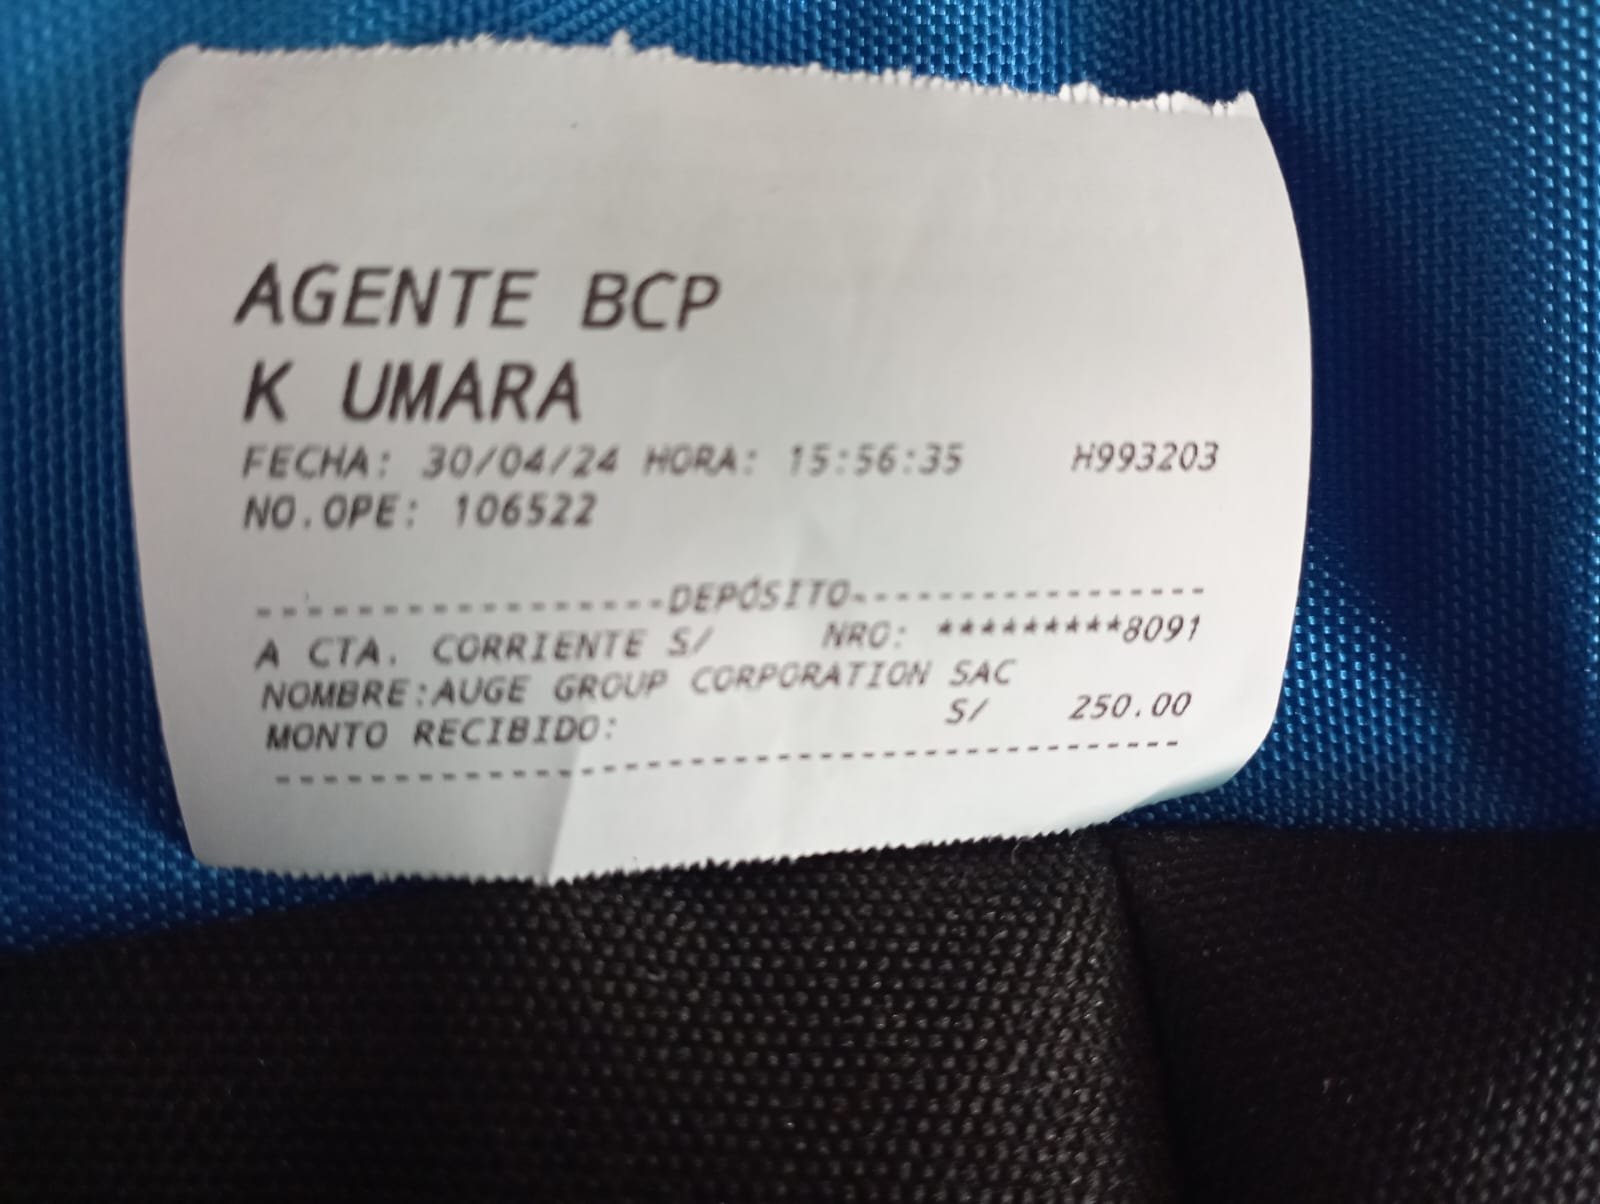 AGENTE BCP
K UMARA
FECHA: 30/04/24 HORA: 15:56:35 H993203
NO.OPE: 106522
-----------------DEPÓSITO-----------------
A CTA. CORRIENTE S/ NRO: *********8091
NOMBRE:AUGE GROUP CORPORATION SAC
MONTO RECIBIDO: S/ 250.00